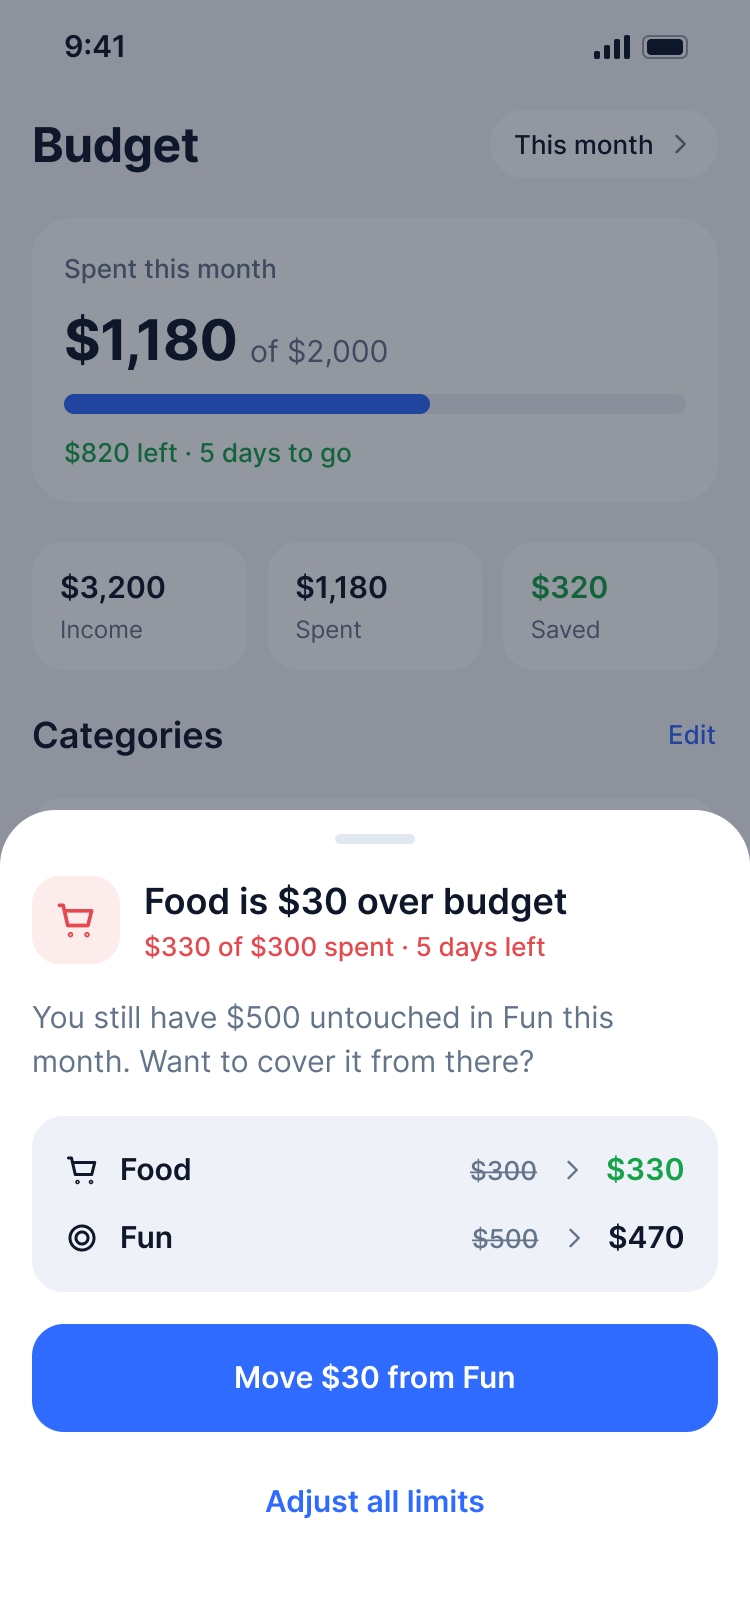 9:41
Budget
This month
Spent this month
$1,180 of $2,000
$820 left · 5 days to go
$3,200
Income
$1,180
Spent
$320
Saved
Categories
Edit
Food is $30 over budget
$330 of $300 spent · 5 days left
You still have $500 untouched in Fun this
month. Want to cover it from there?
Food $300 $330
Fun $500 $470
Move $30 from Fun
Adjust all limits